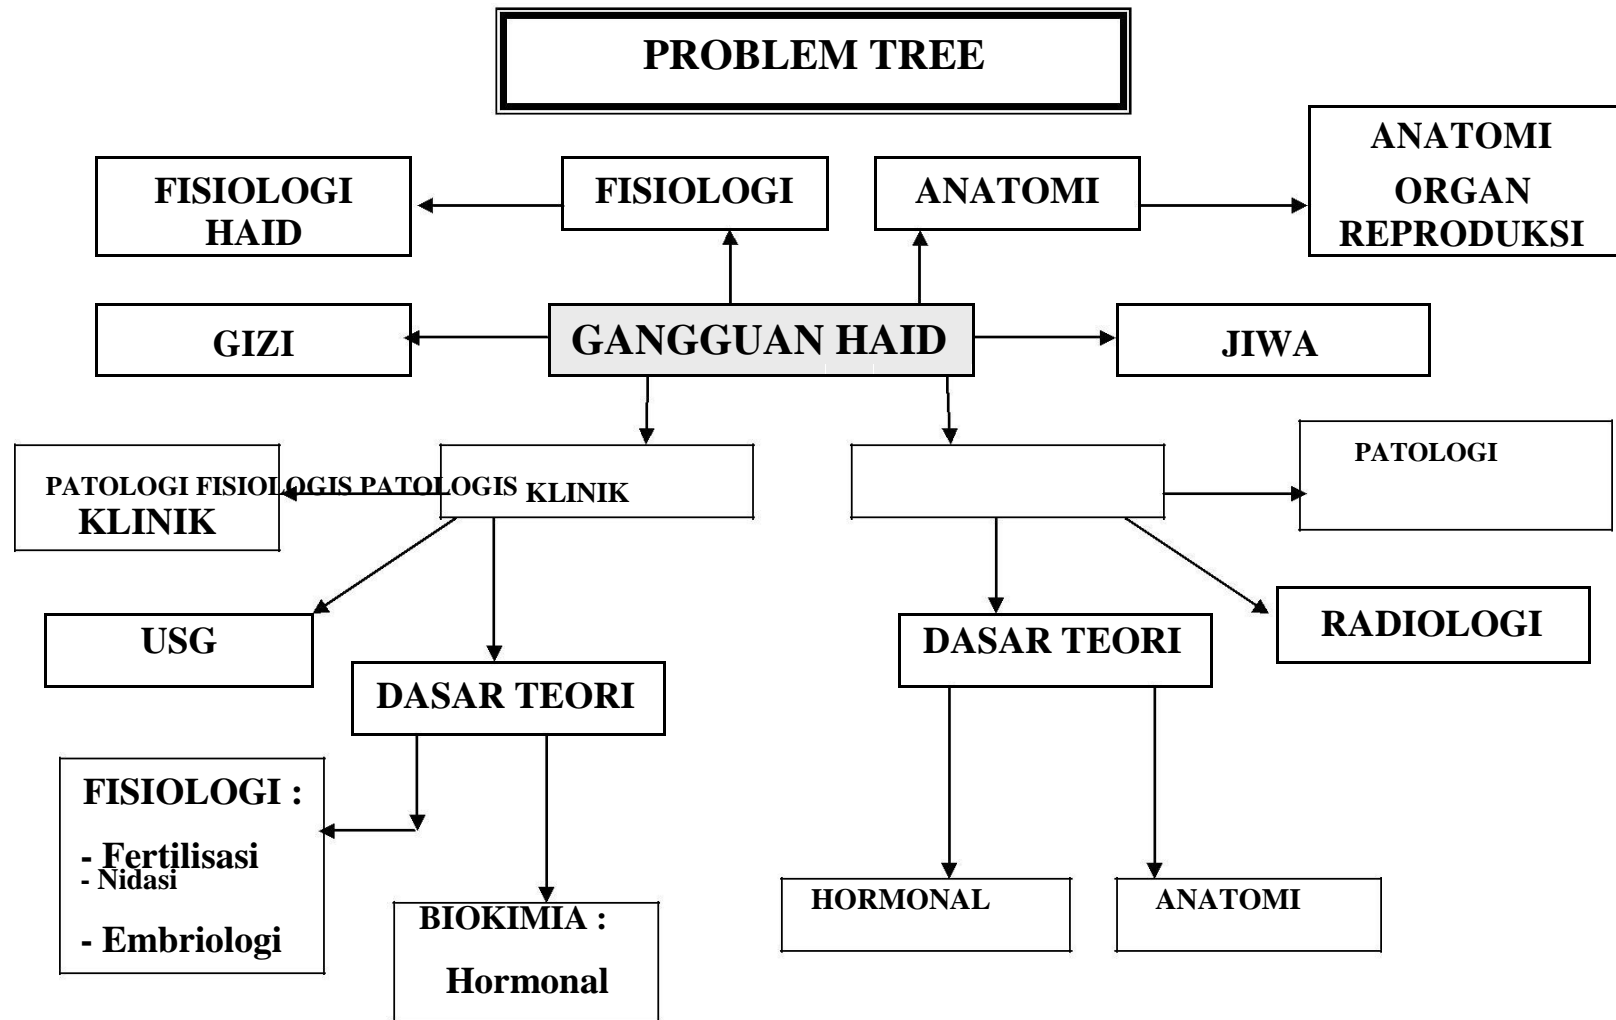 PROBLEM TREE
ANATOMI
ORGAN
REPRODUKSI
FISIOLOGI
HAID
FISIOLOGI
ANATOMI
GIZI
GANGGUAN HAID
JIWA
PATOLOGI FISIOLOGIS PATOLOGIS KLINIK
KLINIK
PATOLOGI
USG
DASAR TEORI
DASAR TEORI
RADIOLOGI
FISIOLOGI :
- Fertilisasi
- Nidasi
- Embriologi
BIOKIMIA :
Hormonal
HORMONAL
ANATOMI